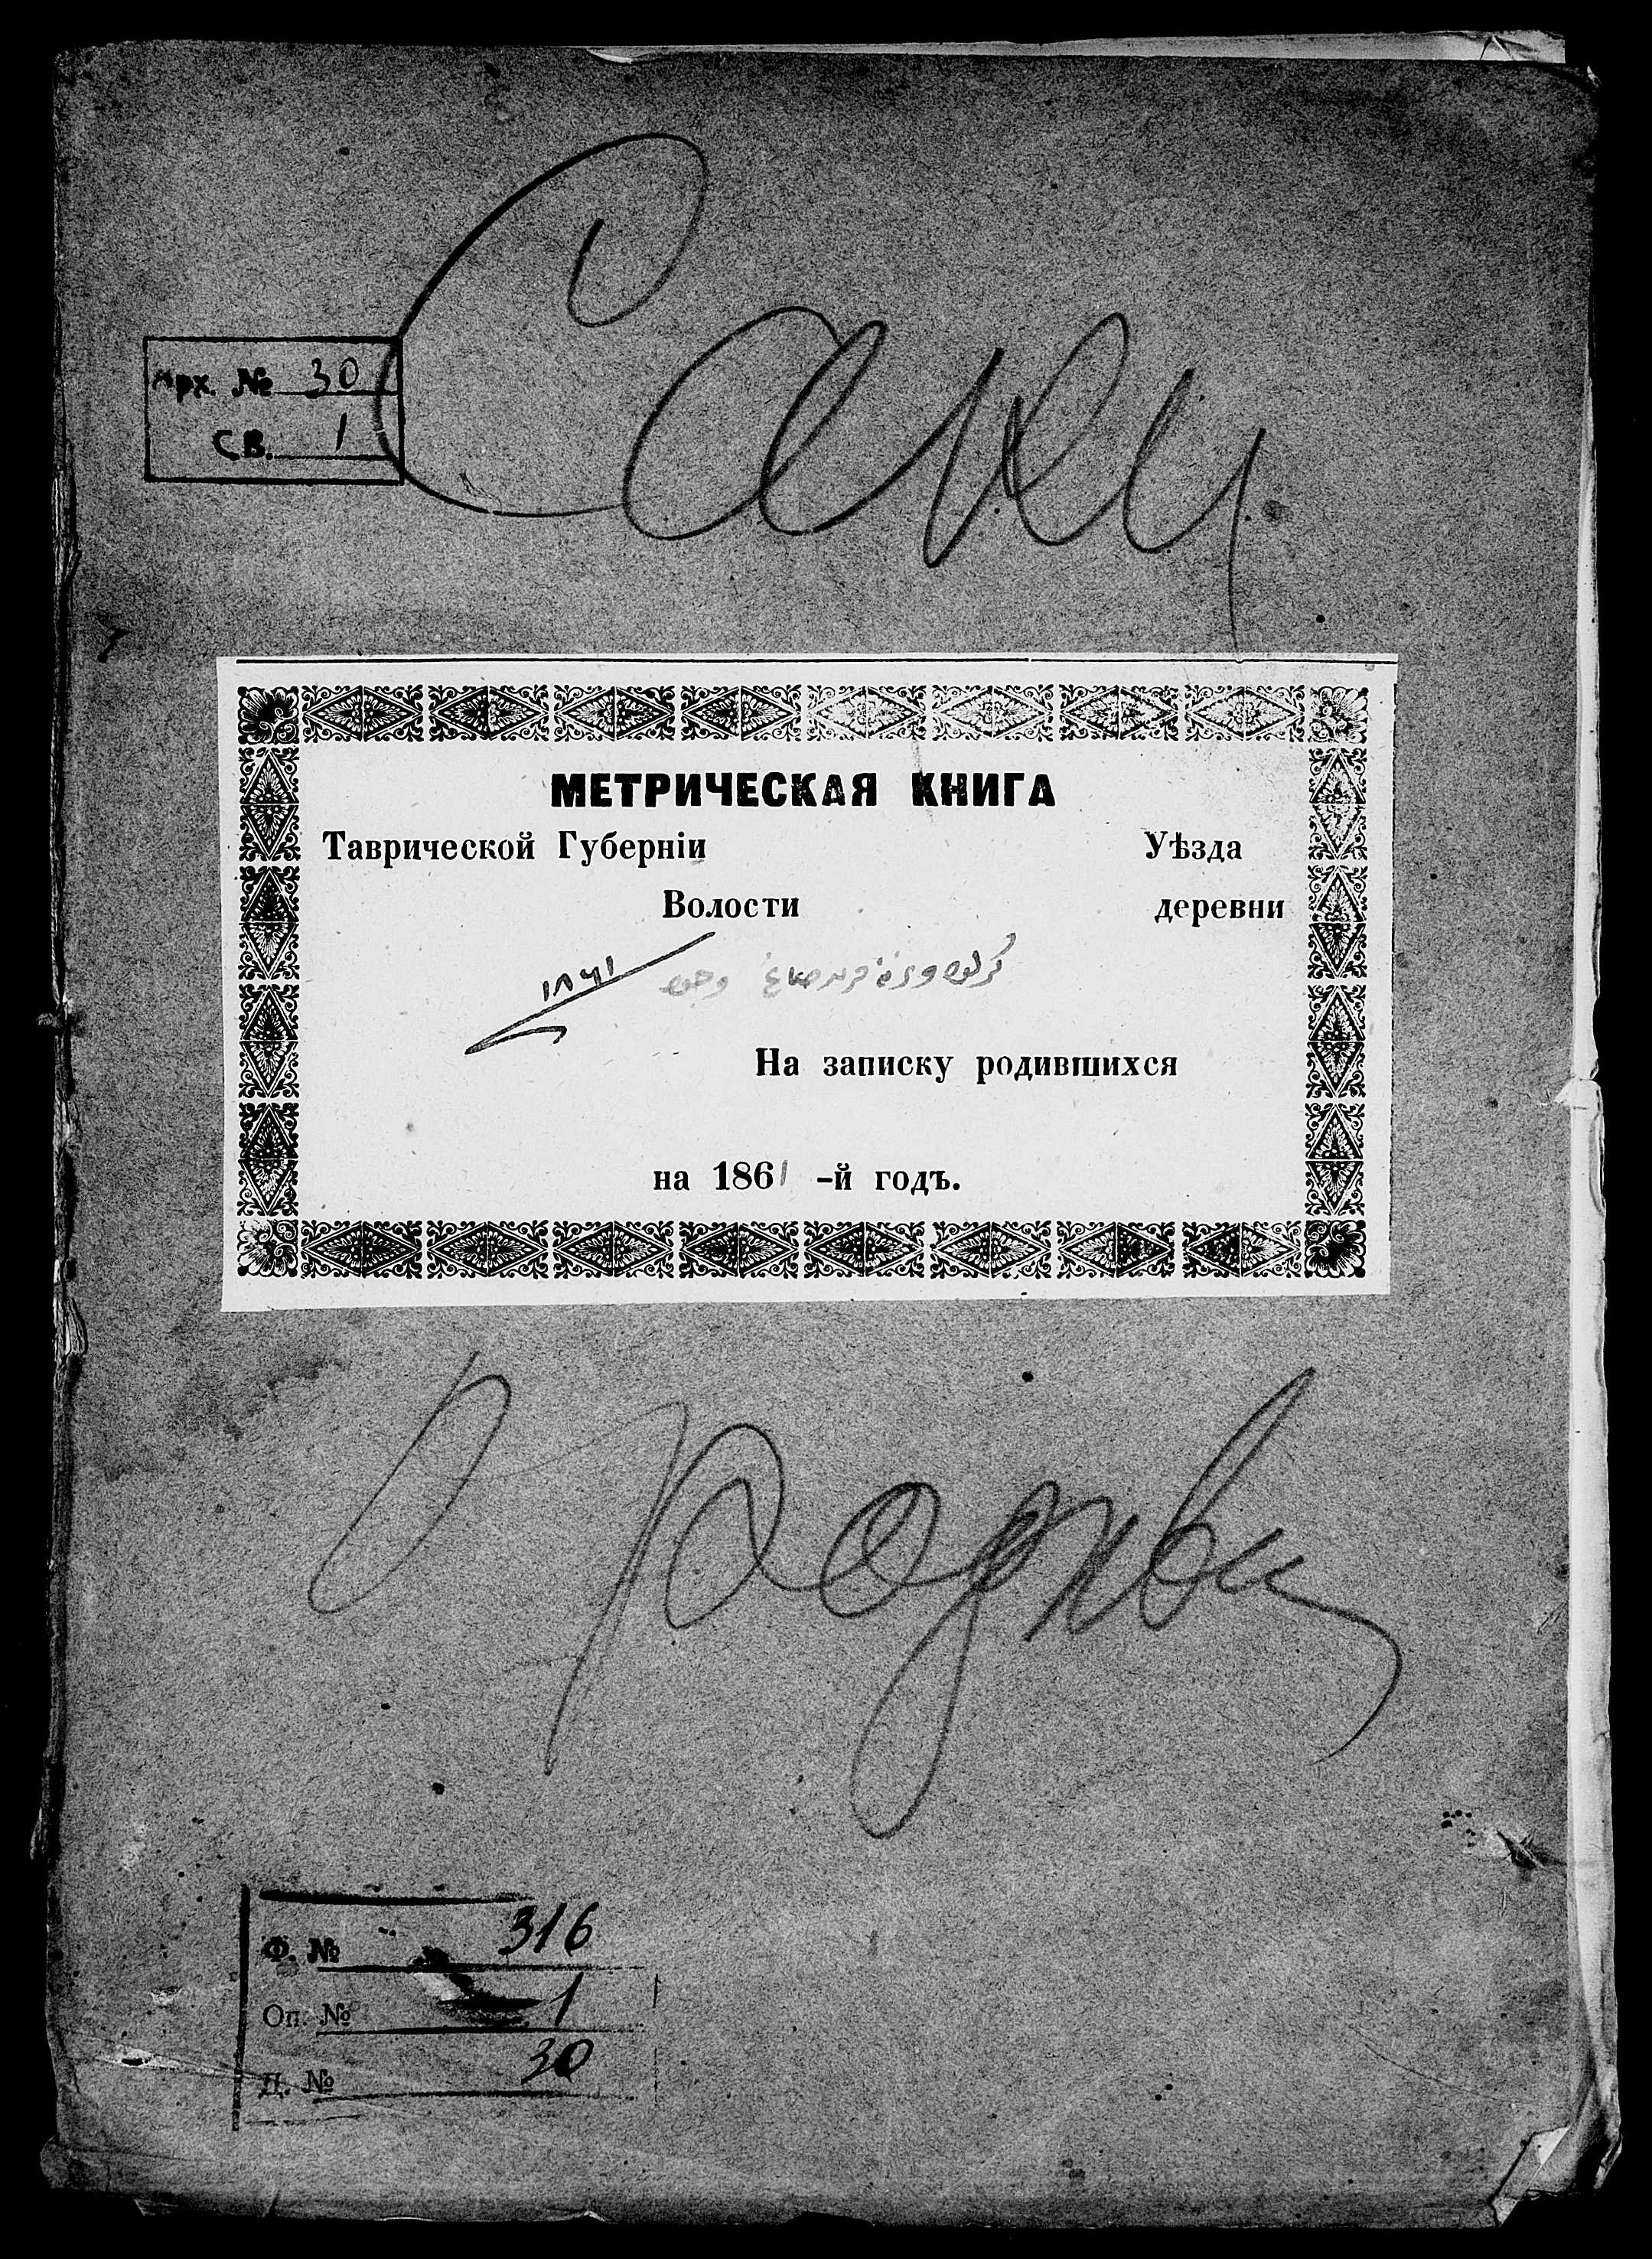 Саки
Арх. № 30
св. 1
МЕТРИЧЕСКАЯ КНИГА
Таврической Губерніи Уѣзда
Волости деревни
١٨٦١
На записку родившихся
на 1861 -й годъ.
О
Ф. № 316
Оп. № 1
Д. № 30